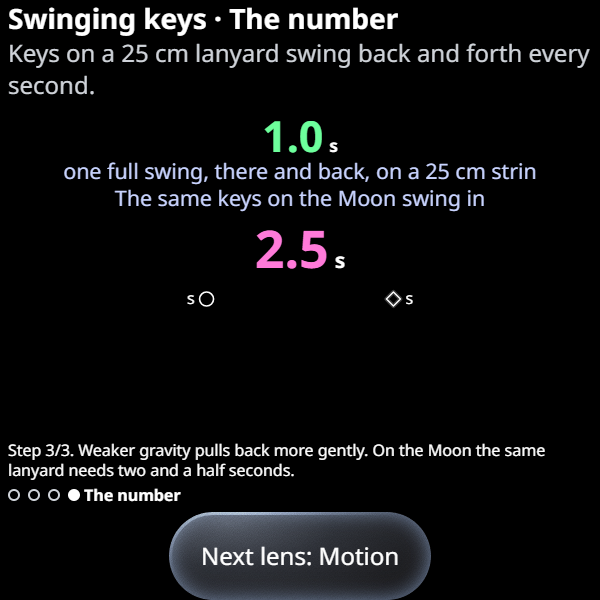 Swinging keys · The number
Keys on a 25 cm lanyard swing back and forth every
second.
1.0 s
one full swing, there and back, on a 25 cm strin
The same keys on the Moon swing in
2.5 s
s s
Step 3/3. Weaker gravity pulls back more gently. On the Moon the same
lanyard needs two and a half seconds.
The number
Next lens: Motion